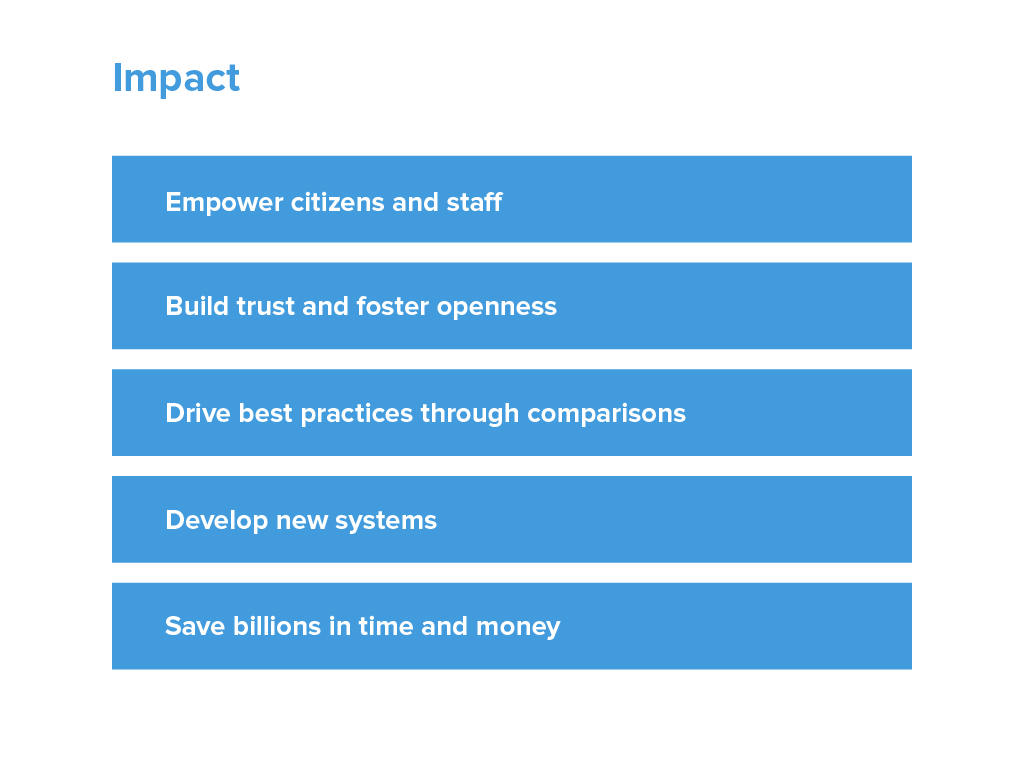 Impact
Empower citizens and staff
Build trust and foster openness
Drive best practices through comparisons
Develop new systems
Save billions in time and money